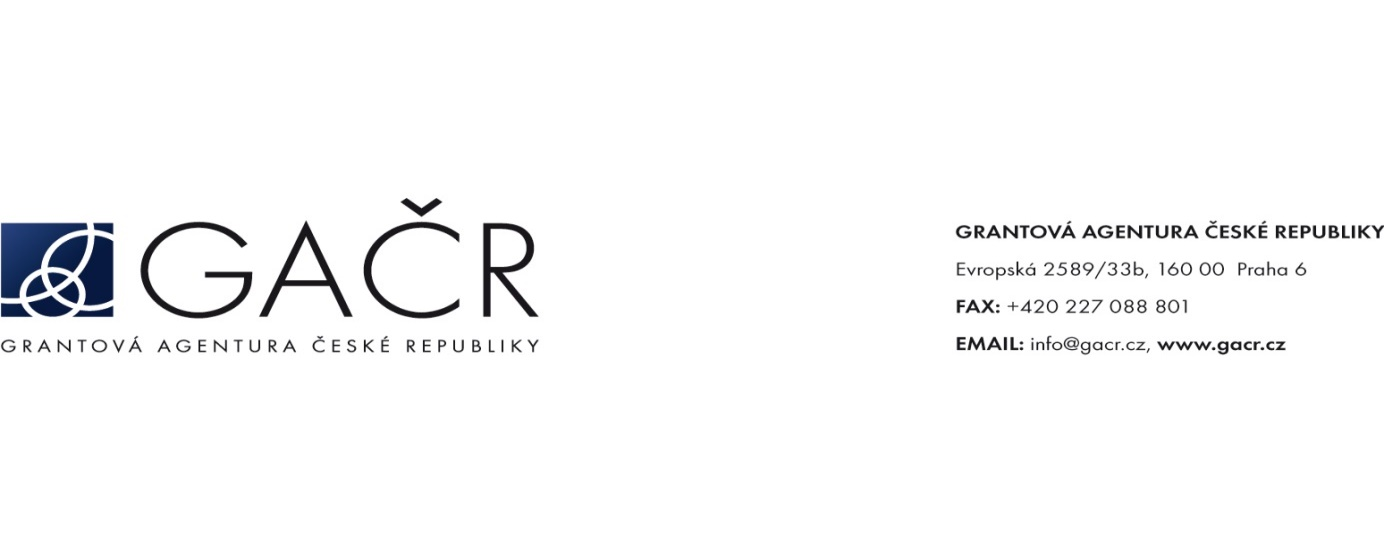 GAČR
GRANTOVÁ AGENTURA ČESKÉ REPUBLIKY
GRANTOVÁ AGENTURA ČESKÉ REPUBLIKY
Evropská 2589/33b, 160 00  Praha 6
FAX: +420 227 088 801
EMAIL: info@gacr.cz, www.gacr.cz